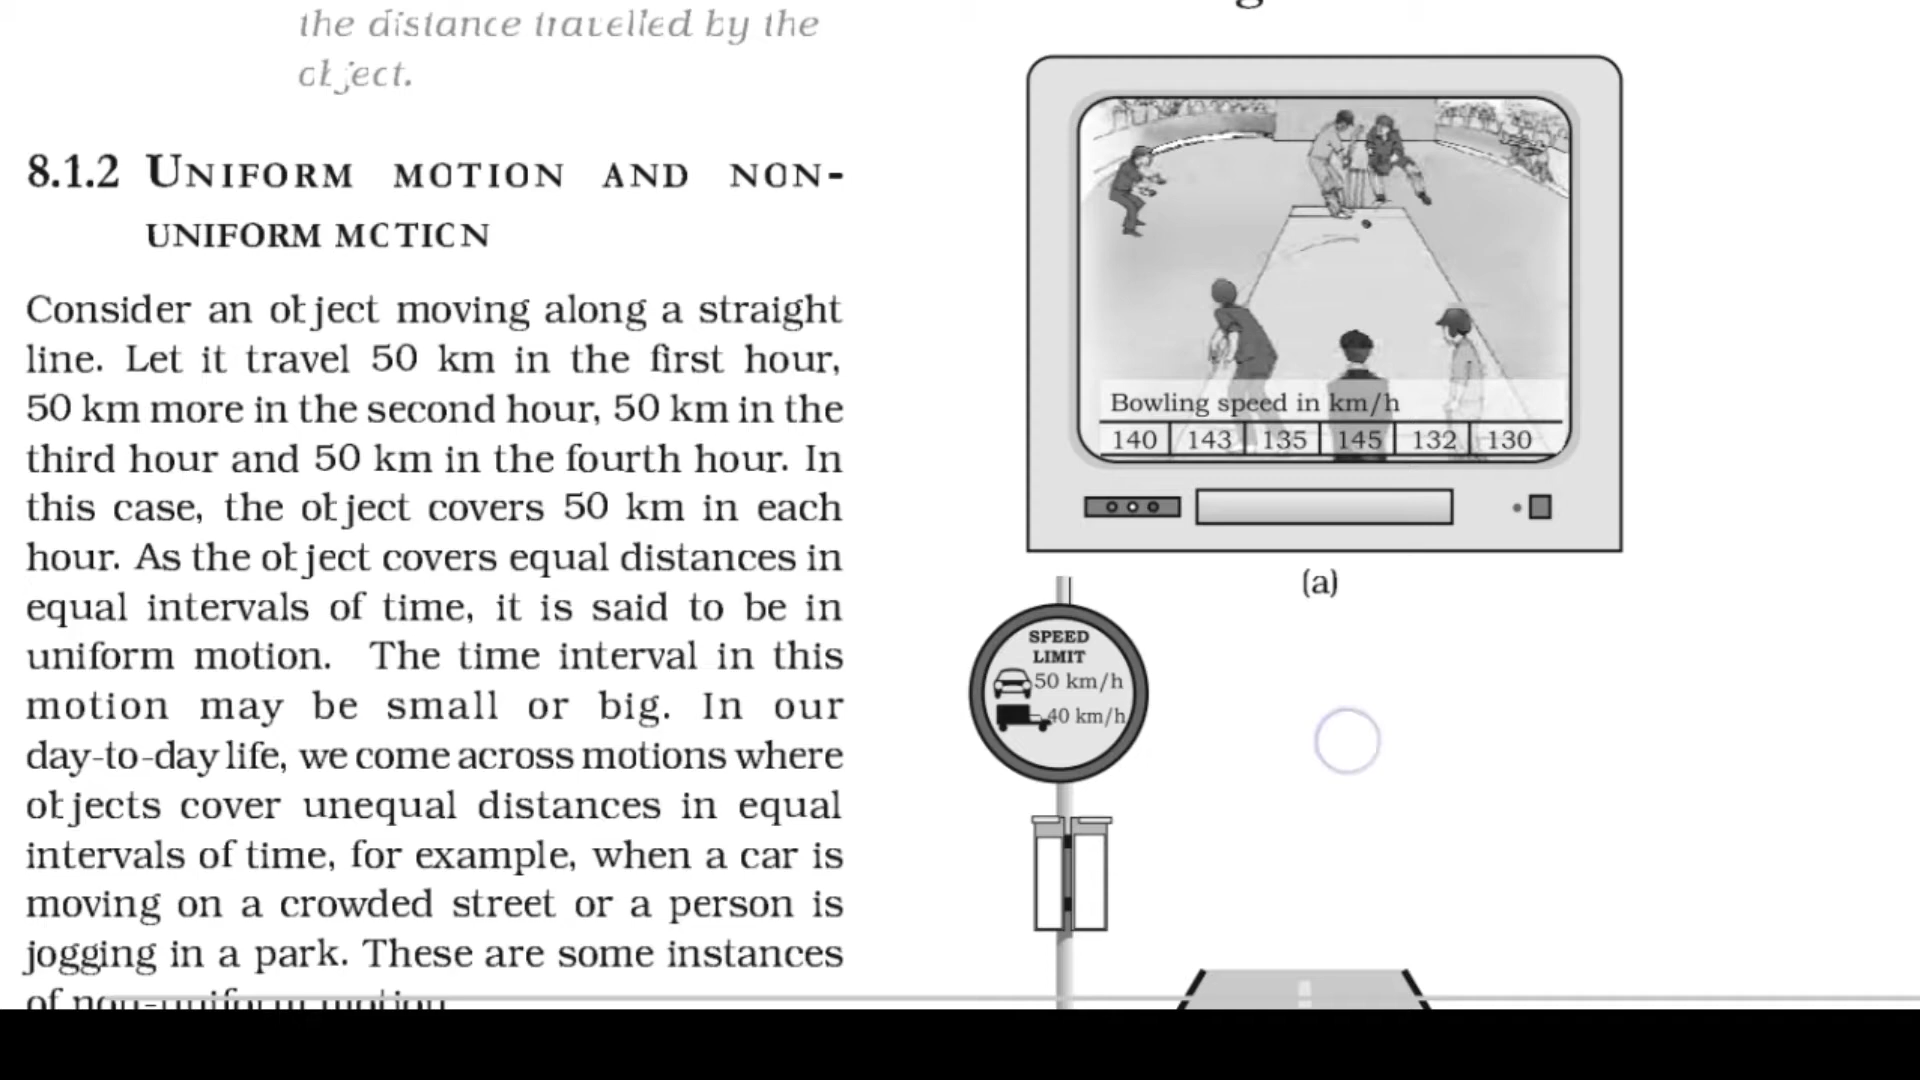 the distance travelled by the
object.
8.1.2 UNIFORM MOTION AND NON-
UNIFORM MOTION
Consider an object moving along a straight
line. Let it travel 50 km in the first hour,
50 km more in the second hour, 50 km in the
third hour and 50 km in the fourth hour. In
this case, the object covers 50 km in each
hour. As the object covers equal distances in
equal intervals of time, it is said to be in
uniform motion. The time interval in this
motion may be small or big. In our
day-to-day life, we come across motions where
objects cover unequal distances in equal
intervals of time, for example, when a car is
moving on a crowded street or a person is
jogging in a park. These are some instances
of non-uniform motion
Bowling speed in km/h
140 143 135 145 132 130
(a)
SPEED
LIMIT
50 km/h
40 km/h